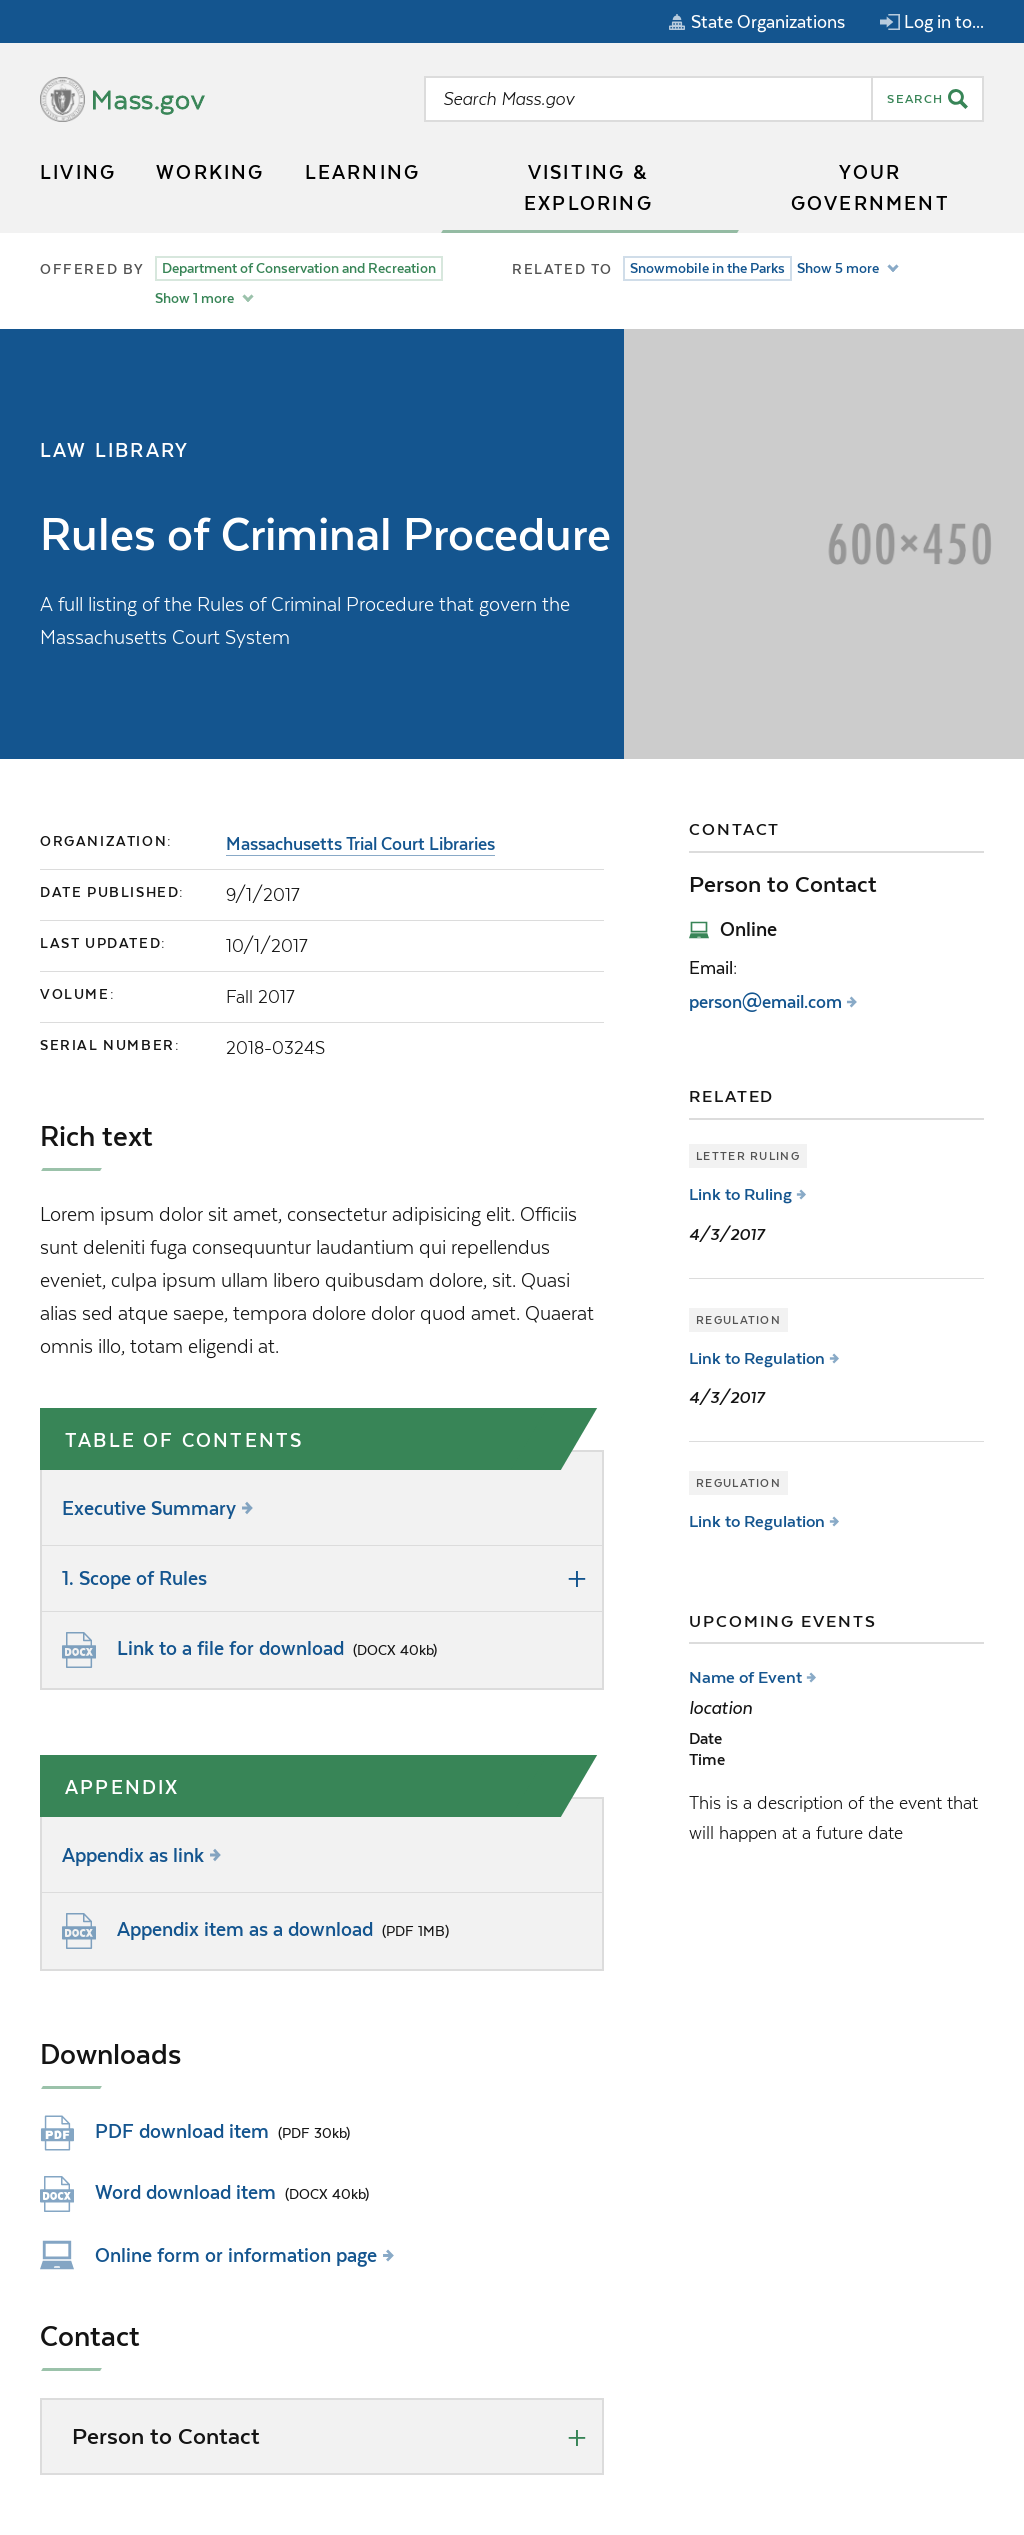 State Organizations
Log in to...
Mass.gov
Search Mass.gov
SEARCH
LIVING
WORKING
LEARNING
VISITING &
EXPLORING
YOUR
GOVERNMENT
OFFERED BY
Department of Conservation and Recreation
Show 1 more
RELATED TO
Snowmobile in the Parks
Show 5 more
LAW LIBRARY
Rules of Criminal Procedure
A full listing of the Rules of Criminal Procedure that govern the
Massachusetts Court System
600×450
ORGANIZATION:
Massachusetts Trial Court Libraries
DATE PUBLISHED:
9/1/2017
LAST UPDATED:
10/1/2017
VOLUME:
Fall 2017
SERIAL NUMBER:
2018-0324S
Rich text
Lorem ipsum dolor sit amet, consectetur adipisicing elit. Officiis
sunt deleniti fuga consequuntur laudantium qui repellendus
eveniet, culpa ipsum ullam libero quibusdam dolore, sit. Quasi
alias sed atque saepe, tempora dolore dolor quod amet. Quaerat
omnis illo, totam eligendi at.
TABLE OF CONTENTS
Executive Summary
1. Scope of Rules
DOCX
Link to a file for download (DOCX 40kb)
APPENDIX
Appendix as link
DOCX
Appendix item as a download (PDF 1MB)
Downloads
PDF
PDF download item (PDF 30kb)
DOCX
Word download item (DOCX 40kb)
Online form or information page
Contact
Person to Contact
CONTACT
Person to Contact
Online
Email:
person@email.com
RELATED
LETTER RULING
Link to Ruling
4/3/2017
REGULATION
Link to Regulation
4/3/2017
REGULATION
Link to Regulation
UPCOMING EVENTS
Name of Event
location
Date
Time
This is a description of the event that
will happen at a future date